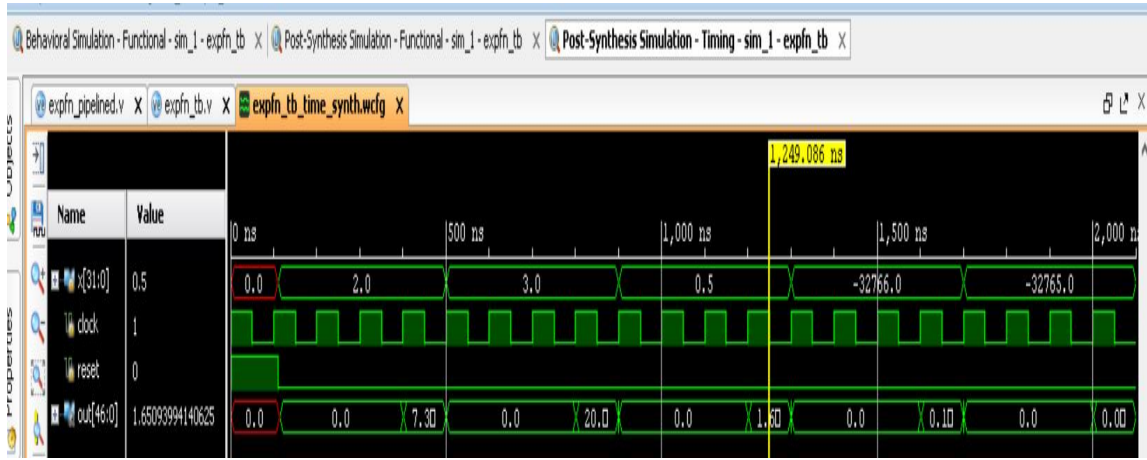 Behavioral Simulation - Functional - sim_1 - expfn_tb X Post-Synthesis Simulation - Functional - sim_1 - expfn_tb X Post-Synthesis Simulation - Timing - sim_1 - expfn_tb X
expfn_pipelined.v X expfn_tb.v X expfn_tb_time_synth.wcfg X
Objects
1,249.086 ns
Name Value
0 ns 500 ns 1,000 ns 1,500 ns 2,000 n
x[31:0] 0.5 0.0 2.0 3.0 0.5 -32766.0 -32765.0
clock 1
reset 0
Properties
out[46:0] 1.65093994140625 0.0 0.0 7.3 0.0 20. 0.0 1.6 0.0 0.1 0.0 0.0